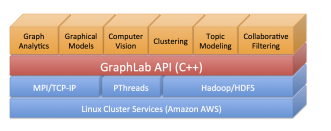 Graph Analytics
Graphical Models
Computer Vision
Clustering
Topic Modeling
Collaborative Filtering
GraphLab API (C++)
MPI/TCP-IP
PThreads
Hadoop/HDFS
Linux Cluster Services (Amazon AWS)